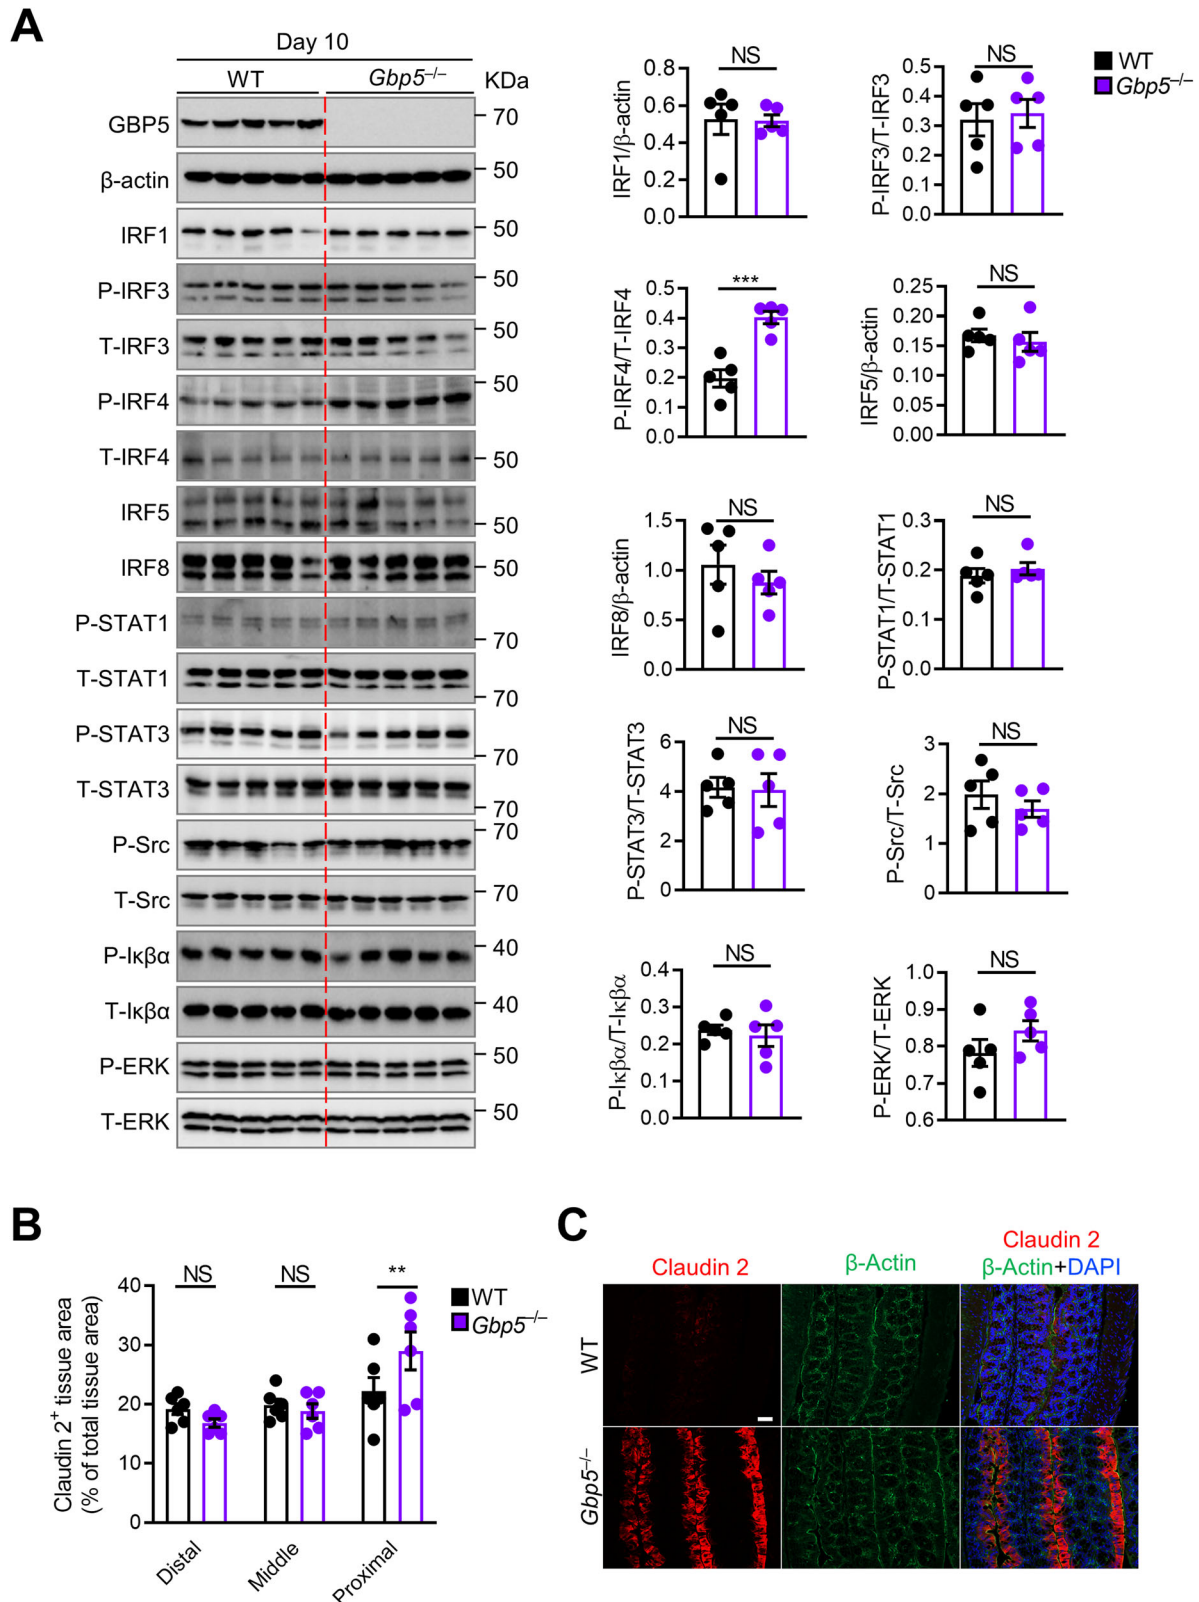 A
Day 10
WT
Gbp5–/–
KDa
GBP5
70
β-actin
50
IRF1
50
P-IRF3
50
T-IRF3
50
P-IRF4
50
T-IRF4
50
IRF5
50
IRF8
50
P-STAT1
70
T-STAT1
70
P-STAT3
70
T-STAT3
70
P-Src
70
T-Src
70
P-Iκβα
40
T-Iκβα
40
P-ERK
50
T-ERK
50
WT
Gbp5–/–
NS
IRF1/β-actin
0.8
0.6
0.4
0.2
0.0
NS
P-IRF3/T-IRF3
0.5
0.4
0.3
0.2
0.1
0.0
***
P-IRF4/T-IRF4
0.5
0.4
0.3
0.2
0.1
0.0
NS
IRF5/β-actin
0.25
0.20
0.15
0.10
0.05
0.00
NS
IRF8/β-actin
1.5
1.0
0.5
0.0
NS
P-STAT1/T-STAT1
0.3
0.2
0.1
0.0
NS
P-STAT3/T-STAT3
6
4
2
0
NS
P-Src/T-Src
3
2
1
0
NS
P-Iκβα/T-Iκβα
0.4
0.3
0.2
0.1
0.0
NS
P-ERK/T-ERK
1.0
0.9
0.8
0.7
0.6
B
NS
NS
**
WT
Gbp5–/–
Claudin 2+ tissue area
(% of total tissue area)
40
30
20
10
0
Distal
Middle
Proximal
C
Claudin 2
β-Actin
Claudin 2
β-Actin+DAPI
WT
Gbp5–/–